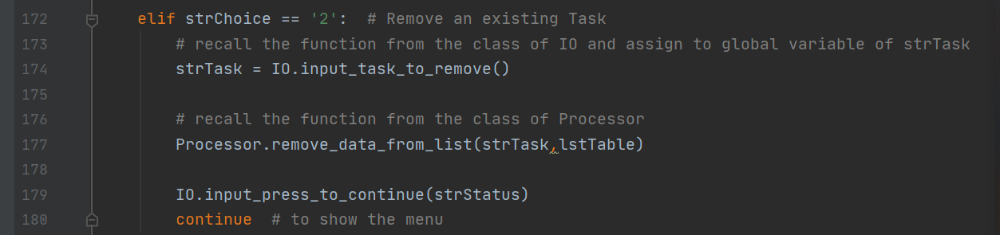 172 elif strChoice == '2':  # Remove an existing Task
173 # recall the function from the class of IO and assign to global variable of strTask
174 strTask = IO.input_task_to_remove()
175
176 # recall the function from the class of Processor
177 Processor.remove_data_from_list(strTask,lstTable)
178
179 IO.input_press_to_continue(strStatus)
180 continue  # to show the menu